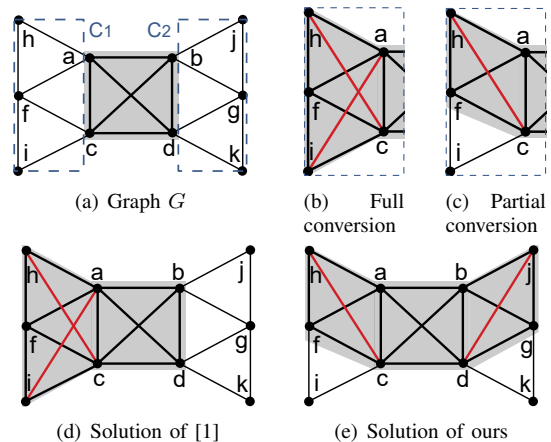 C1 C2
h j
a b
f g
c d
i k
(a) Graph G
h
a
f
i
c
(b) Full
conversion
h
a
f
i
c
(c) Partial
conversion
h a b j
f g
i c d k
(d) Solution of [1]
h a b j
f g
i c d k
(e) Solution of ours